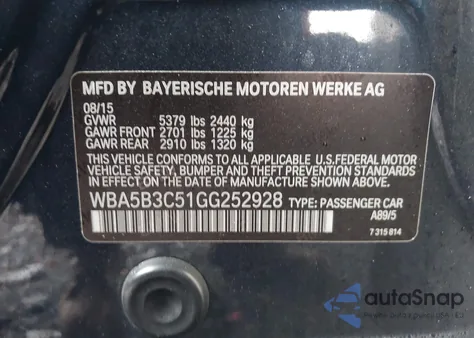 MFD BY BAYERISCHE MOTOREN WERKE AG
08/15
GVWR 5379 lbs 2440 kg
GAWR FRONT 2701 lbs 1225 kg
GAWR REAR 2910 lbs 1320 kg
THIS VEHICLE CONFORMS TO ALL APPLICABLE U.S.FEDERAL MOTOR
VEHICLE SAFETY, BUMPER AND THEFT PREVENTION STANDARDS
IN EFFECT ON THE DATE OF MANUFACTURE SHOWN ABOVE.
WBA5B3C51GG252928 TYPE: PASSENGER CAR
A89/5
7 315 814
autoSnap